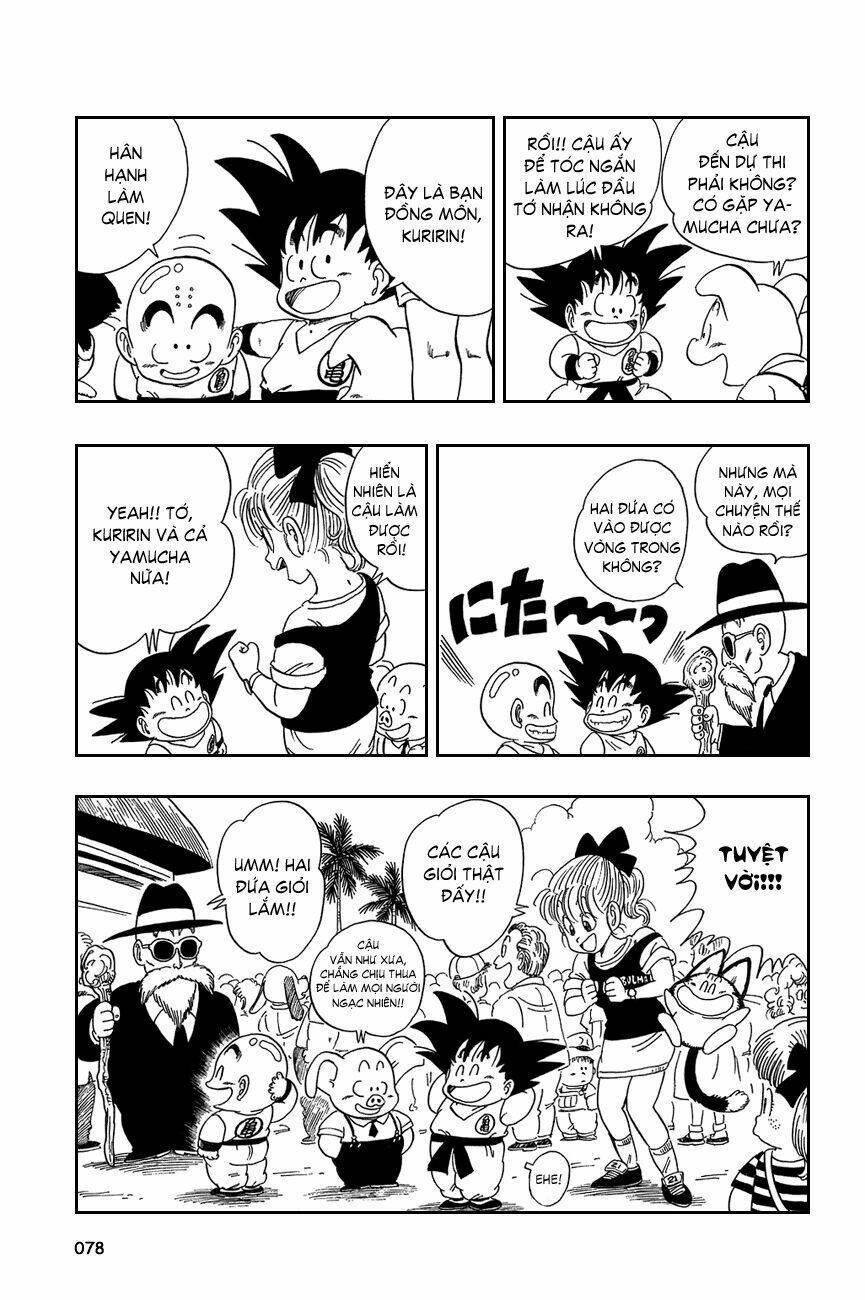 CẬU
ĐẾN DỰ THI
PHẢI KHÔNG?
CÓ GẶP YA-
MUCHA CHƯA?
RỒI!! CẬU ẤY
ĐỂ TÓC NGẮN
LÀM LÚC ĐẦU
TỚ NHẬN KHÔNG
RA!
ĐÂY LÀ BẠN
ĐỒNG MÔN,
KURIRIN!
HÂN
HẠNH
LÀM
QUEN!
NHƯNG MÀ
NÀY, MỌI
CHUYỆN THẾ
NÀO RỒI?
HAI ĐỨA CÓ
VÀO ĐƯỢC
VÒNG TRONG
KHÔNG?
にた〜〜っ
HIỂN
NHIÊN LÀ
CẬU LÀM
ĐƯỢC
RỒI!
YEAH!! TỚ,
KURIRIN VÀ CẢ
YAMUCHA
NỮA!
TUYỆT
VỜI!!!
CÁC CẬU
GIỎI THẬT
ĐẤY!!
UMM! HAI
ĐỨA GIỎI
LẮM!!
CẬU
VẪN NHƯ XƯA,
CHẲNG CHỊU THUA
ĐỂ LÀM MỌI NGƯỜI
NGẠC NHIÊN!!
EHE!
078